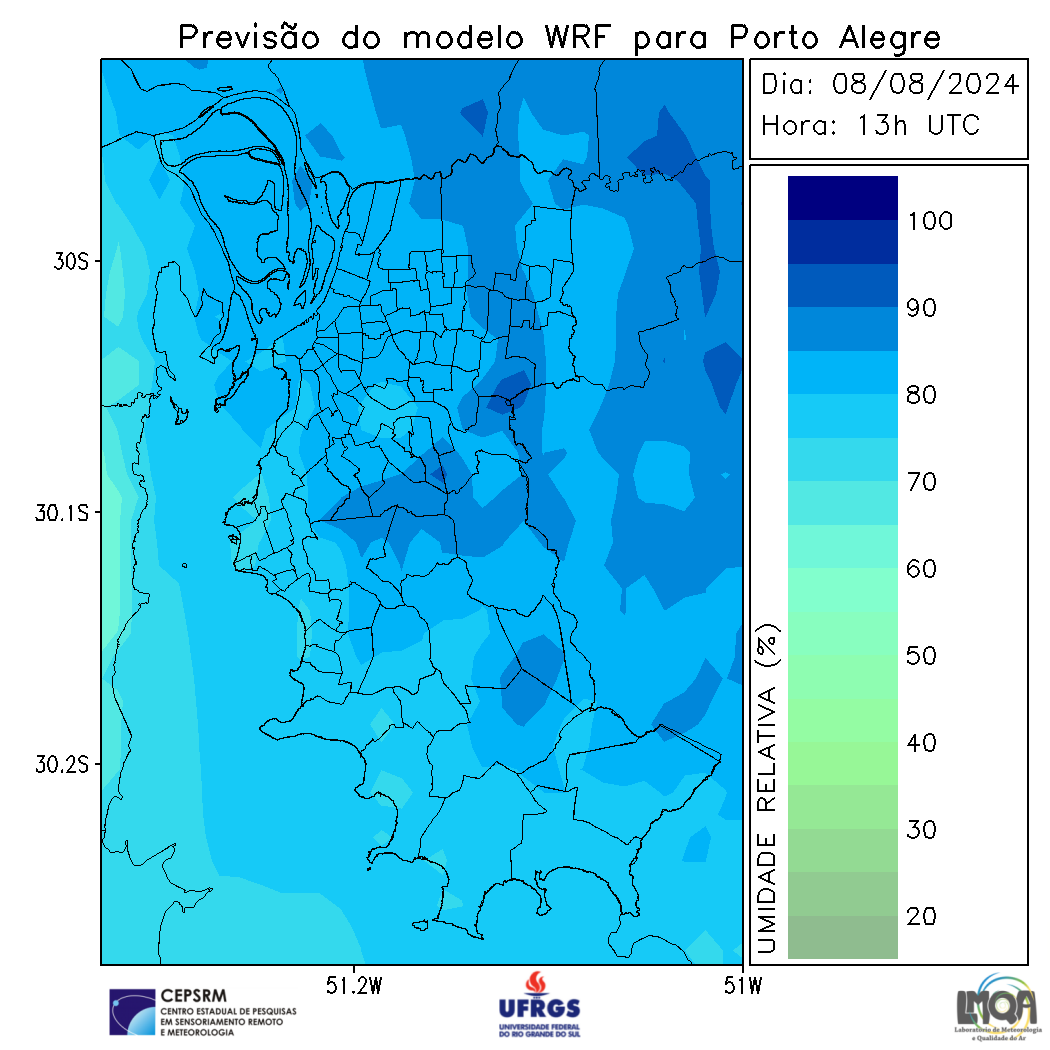 Previsão do modelo WRF para Porto Alegre
Dia: 08/08/2024
Hora: 13h UTC
100
90
80
70
60
50
40
30
20
UMIDADE RELATIVA (%)
30S
30.1S
30.2S
51.2W
51W
CEPSRM
CENTRO ESTADUAL DE PESQUISAS
EM SENSORIAMENTO REMOTO
E METEOROLOGIA
UFRGS
UNIVERSIDADE FEDERAL
DO RIO GRANDE DO SUL
LMQA
Laboratório de Meteorologia
e Qualidade do Ar